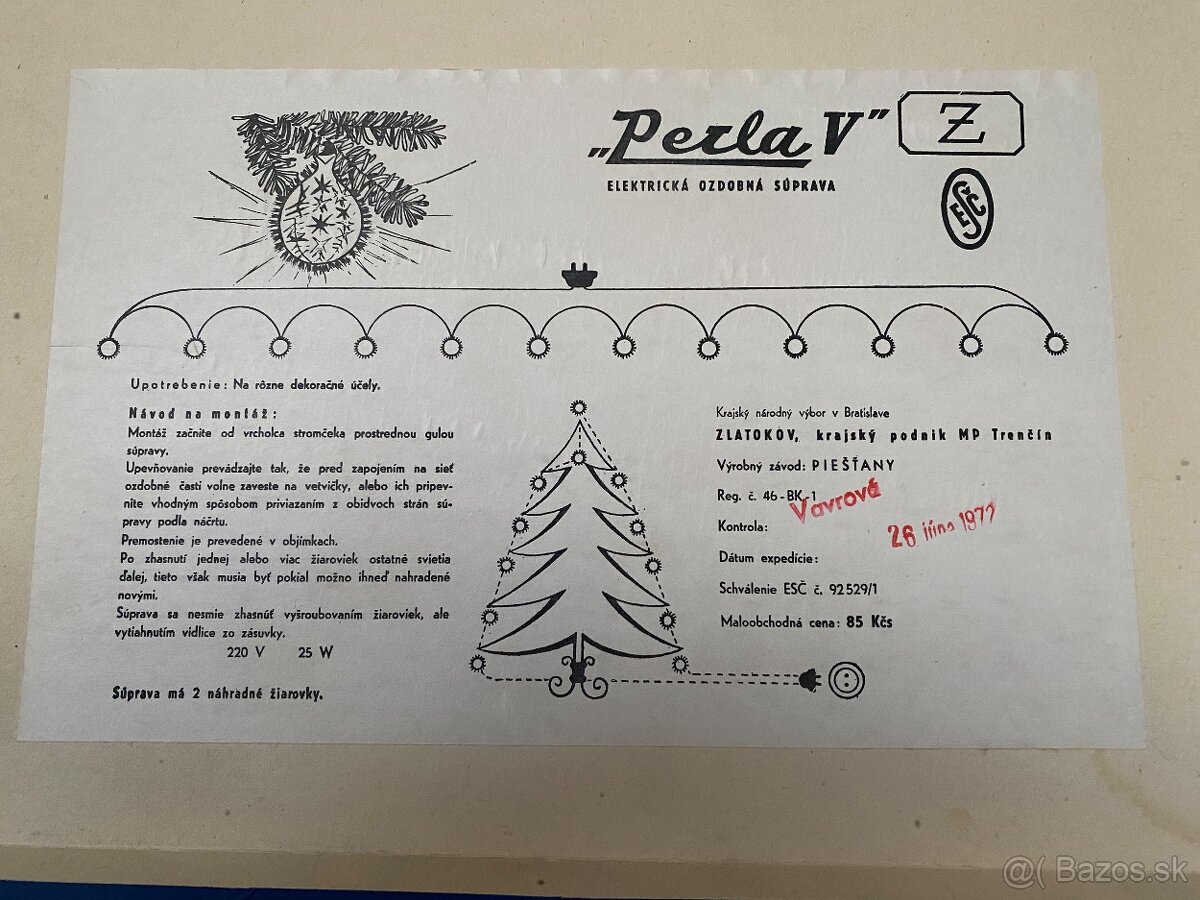 „Perla V”
Z
ELEKTRICKÁ OZDOBNÁ SÚPRAVA
EŠČ
Upotrebenie: Na rôzne dekoračné účely.
Návod na montáž:
Montáž začnite od vrcholca stromčeka prostrednou gulou
súpravy.
Upevňovanie prevádzajte tak, že pred zapojením na sieť
ozdobné časti volne zaveste na vetvičky, alebo ich pripev-
nite vhodným spôsobom priviazaním z obidvoch strán sú-
pravy podla náčrtu.
Premostenie je prevedené v objímkach.
Po zhasnutí jednej alebo viac žiaroviek ostatné svietia
ďalej, tieto však musia byť pokial možno ihneď nahradené
novými.
Súprava sa nesmie zhasnúť vyšroubovaním žiaroviek, ale
vytiahnutím vidlice zo zásuvky.
220 V 25 W
Súprava má 2 náhradné žiarovky.
Krajský národný výbor v Bratislave
ZLATOKOV, krajský podnik MP Trenčín
Výrobný závod: PIEŠŤANY
Reg. č. 46-BK-1
Vavrová
Kontrola:
26 júna 1977
Dátum expedície:
Schválenie ESČ č. 92529/1
Maloobchodná cena: 85 Kčs
@( Bazos.sk